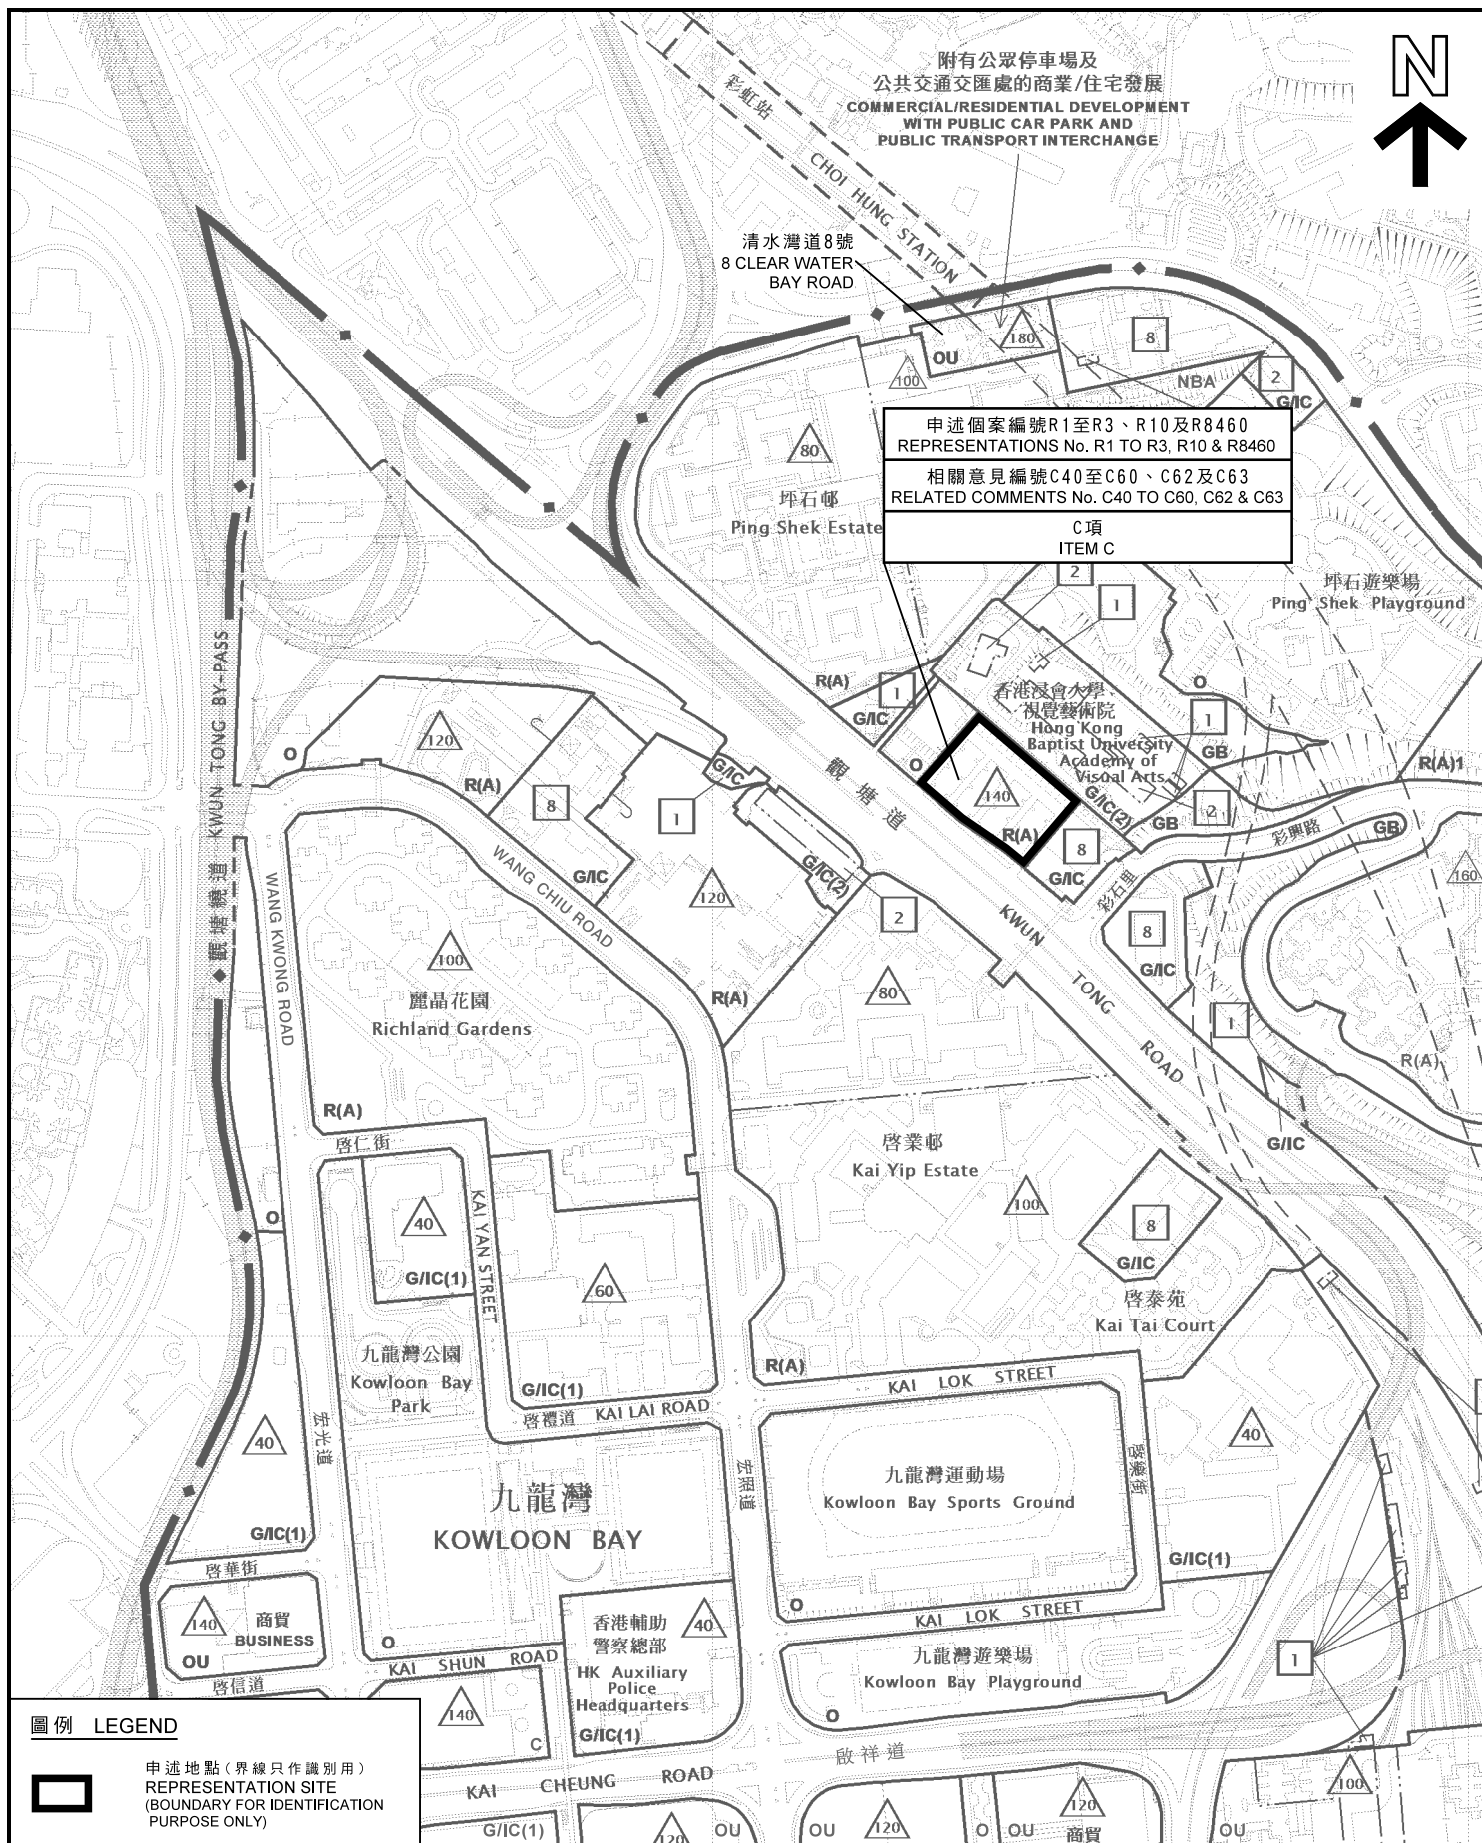 附有公眾停車場及
公共交通交匯處的商業/住宅發展
COMMERCIAL/RESIDENTIAL DEVELOPMENT
WITH PUBLIC CAR PARK AND
PUBLIC TRANSPORT INTERCHANGE
N
彩虹站
CHOI HUNG STATION
清水灣道8號
8 CLEAR WATER
BAY ROAD
OU
180
8
100
NBA
2
G/IC
申述個案編號R1至R3、R10及R8460
REPRESENTATIONS No. R1 TO R3, R10 & R8460
相關意見編號C40至C60、C62及C63
RELATED COMMENTS No. C40 TO C60, C62 & C63
C項
ITEM C
80
坪石邨
Ping Shek Estate
2
1
坪石遊樂場
Ping Shek Playground
R(A)
1
G/IC
O
香港浸會大學
視覺藝術院
Hong Kong
Baptist University
Academy of
Visual Arts
O
1
GB
R(A)1
140
R(A)
G/IC(2)
2
GB
彩興路
GB
8
G/IC
彩石里
160
觀塘繞道 KWUN TONG BY-PASS
O
120
R(A)
8
G/IC
G/IC
1
觀塘道
KWUN TONG ROAD
WANG CHIU ROAD
120
G/IC(2)
2
R(A)
80
8
G/IC
1
R(A)
G/IC
WANG KWONG ROAD
100
麗晶花園
Richland Gardens
R(A)
啓仁街
啓業邨
Kai Yip Estate
100
8
G/IC
啓泰苑
Kai Tai Court
O
40
G/IC(1)
KAI YAN STREET
60
G/IC(1)
九龍灣公園
Kowloon Bay
Park
啓禮道 KAI LAI ROAD
R(A)
KAI LOK STREET
40
宏光道
G/IC(1)
九龍灣
KOWLOON BAY
宏照道
九龍灣運動場
Kowloon Bay Sports Ground
啓樂街
40
G/IC(1)
啓華街
140
商貿
BUSINESS
OU
O
啓信道
KAI SHUN ROAD
香港輔助
警察總部
40
HK Auxiliary
Police
Headquarters
G/IC(1)
O
KAI LOK STREET
九龍灣遊樂場
Kowloon Bay Playground
O
1
140
C
啟祥道
KAI CHEUNG ROAD
100
G/IC(1)
120
OU
OU
120
O
OU
120
商貿
OU
圖例 LEGEND
申述地點(界線只作識別用)
REPRESENTATION SITE
(BOUNDARY FOR IDENTIFICATION
PURPOSE ONLY)